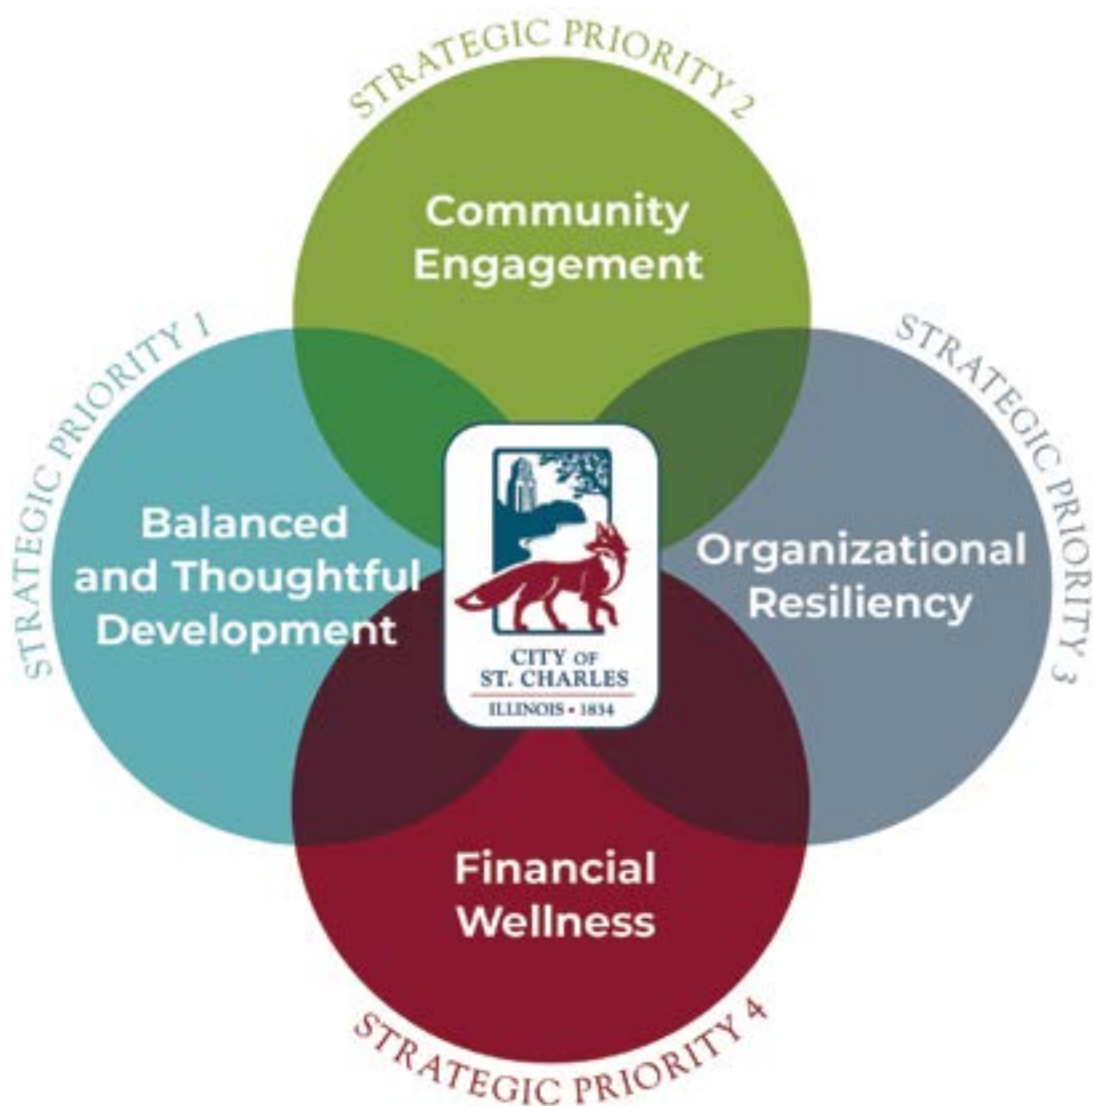 STRATEGIC PRIORITY 2
Community
Engagement
STRATEGIC PRIORITY 1
Balanced
and Thoughtful
Development
STRATEGIC PRIORITY 3
Organizational
Resiliency
CITY OF
ST. CHARLES
ILLINOIS • 1834
Financial
Wellness
STRATEGIC PRIORITY 4